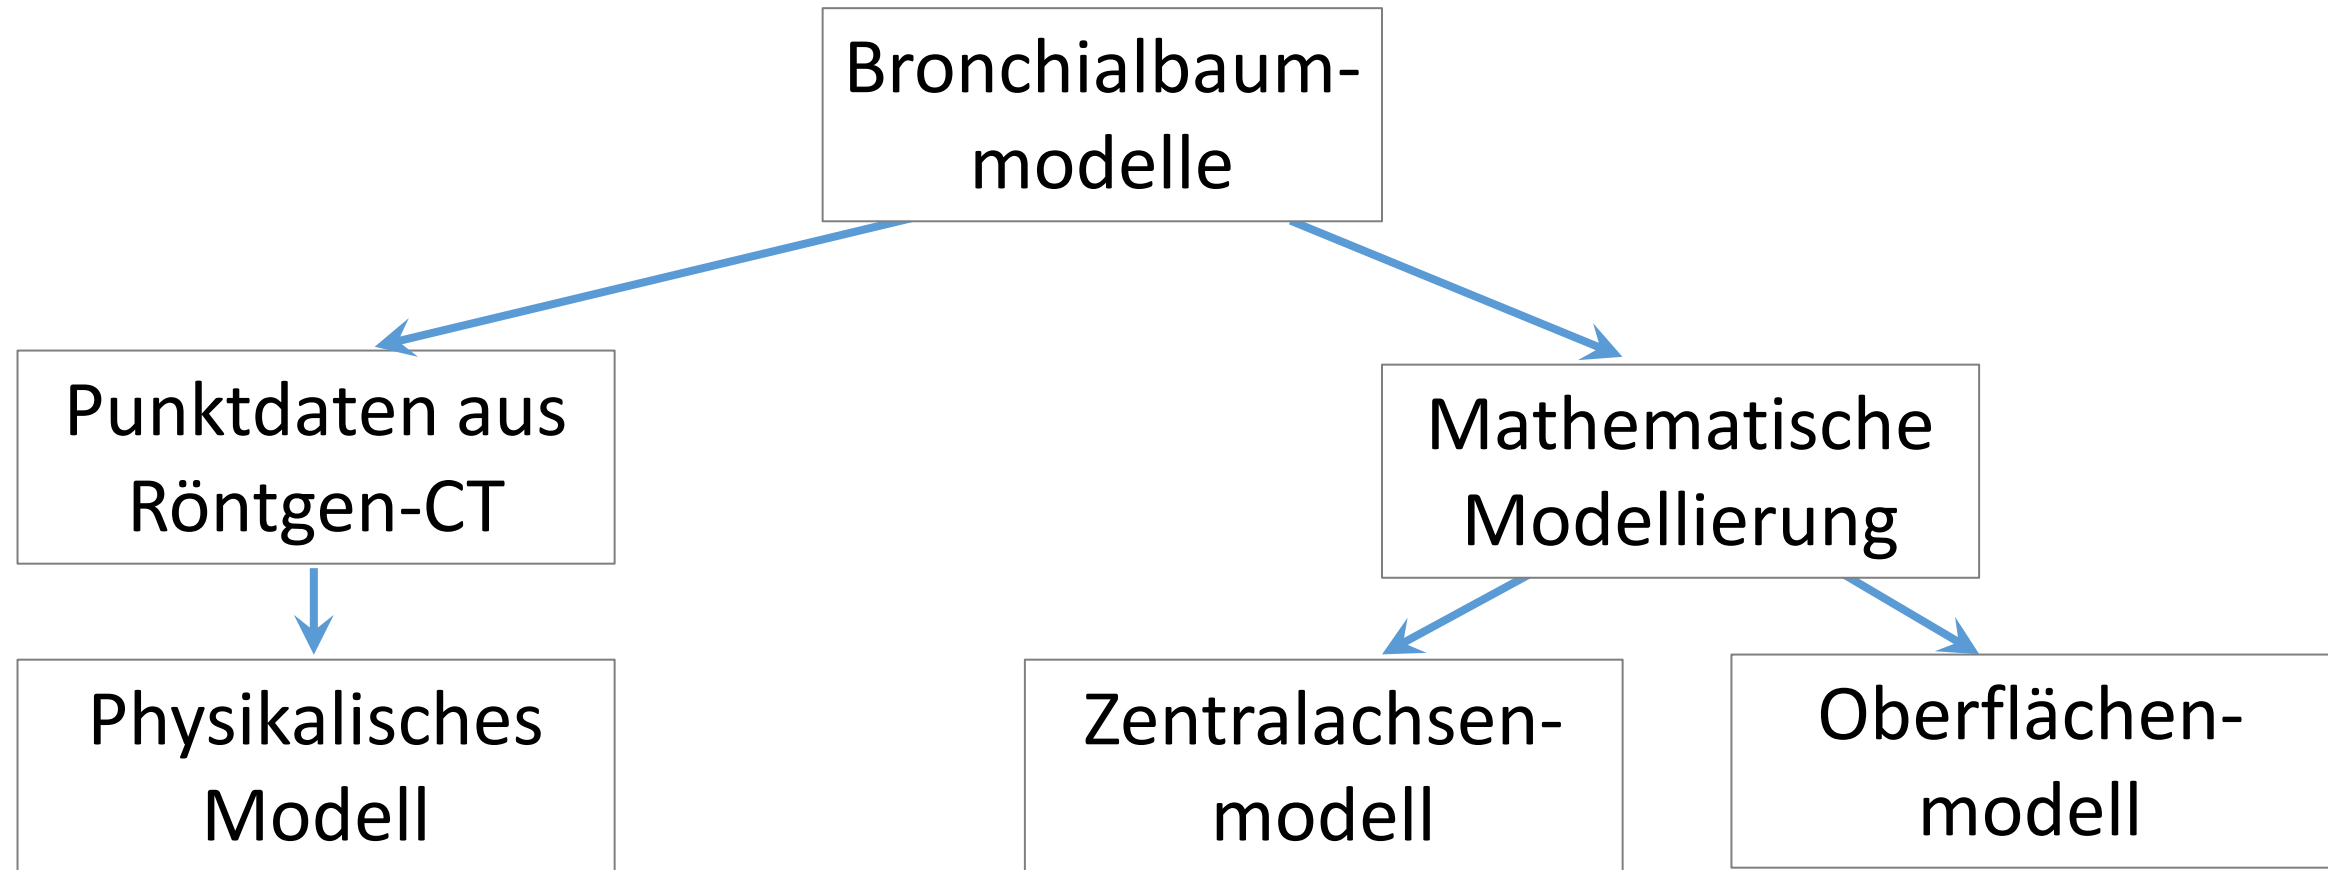 Bronchialbaum-
modelle
Punktdaten aus
Röntgen-CT
Mathematische
Modellierung
Physikalisches
Modell
Zentralachsen-
modell
Oberflächen-
modell